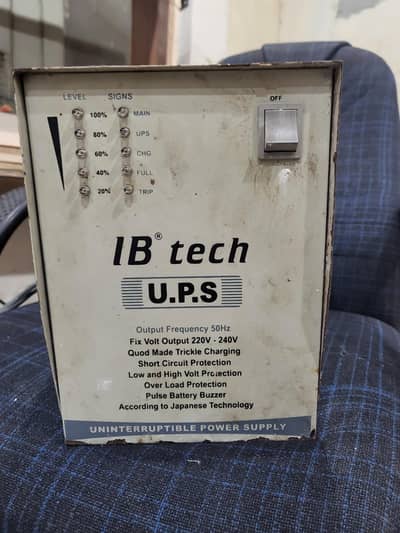 LEVEL SIGNS
OFF
100% MAIN
80% UPS
60% CHG
40% FULL
20% TRIP
IB® tech
U.P.S
Output Frequency 50Hz
Fix Volt Output 220V - 240V
Quod Made Trickle Charging
Short Circuit Protection
Low and High Volt Protection
Over Load Protection
Pulse Battery Buzzer
According to Japanese Technology
UNINTERRUPTIBLE POWER SUPPLY